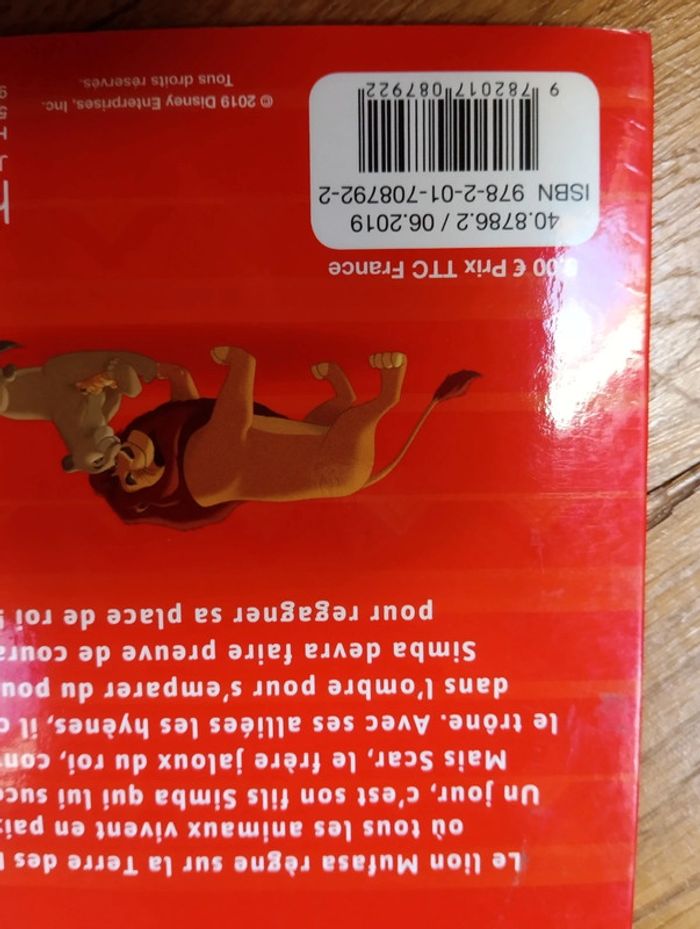 Le lion Mufasa règne sur la Terre des
où tous les animaux vivent en paix
Un jour, c'est son fils Simba qui lui
Mais Scar, le frère jaloux du roi,
le trône. Avec ses alliées les hyènes, il
dans l'ombre pour s'emparer du
Simba devra faire preuve de
pour regagner sa place de roi !
€ Prix TTC France
40.8786.2 / 06.2019
ISBN 978-2-01-708792-2
9 782017 087922
© 2019 Disney Enterprises, Inc.
Tous droits réservés.